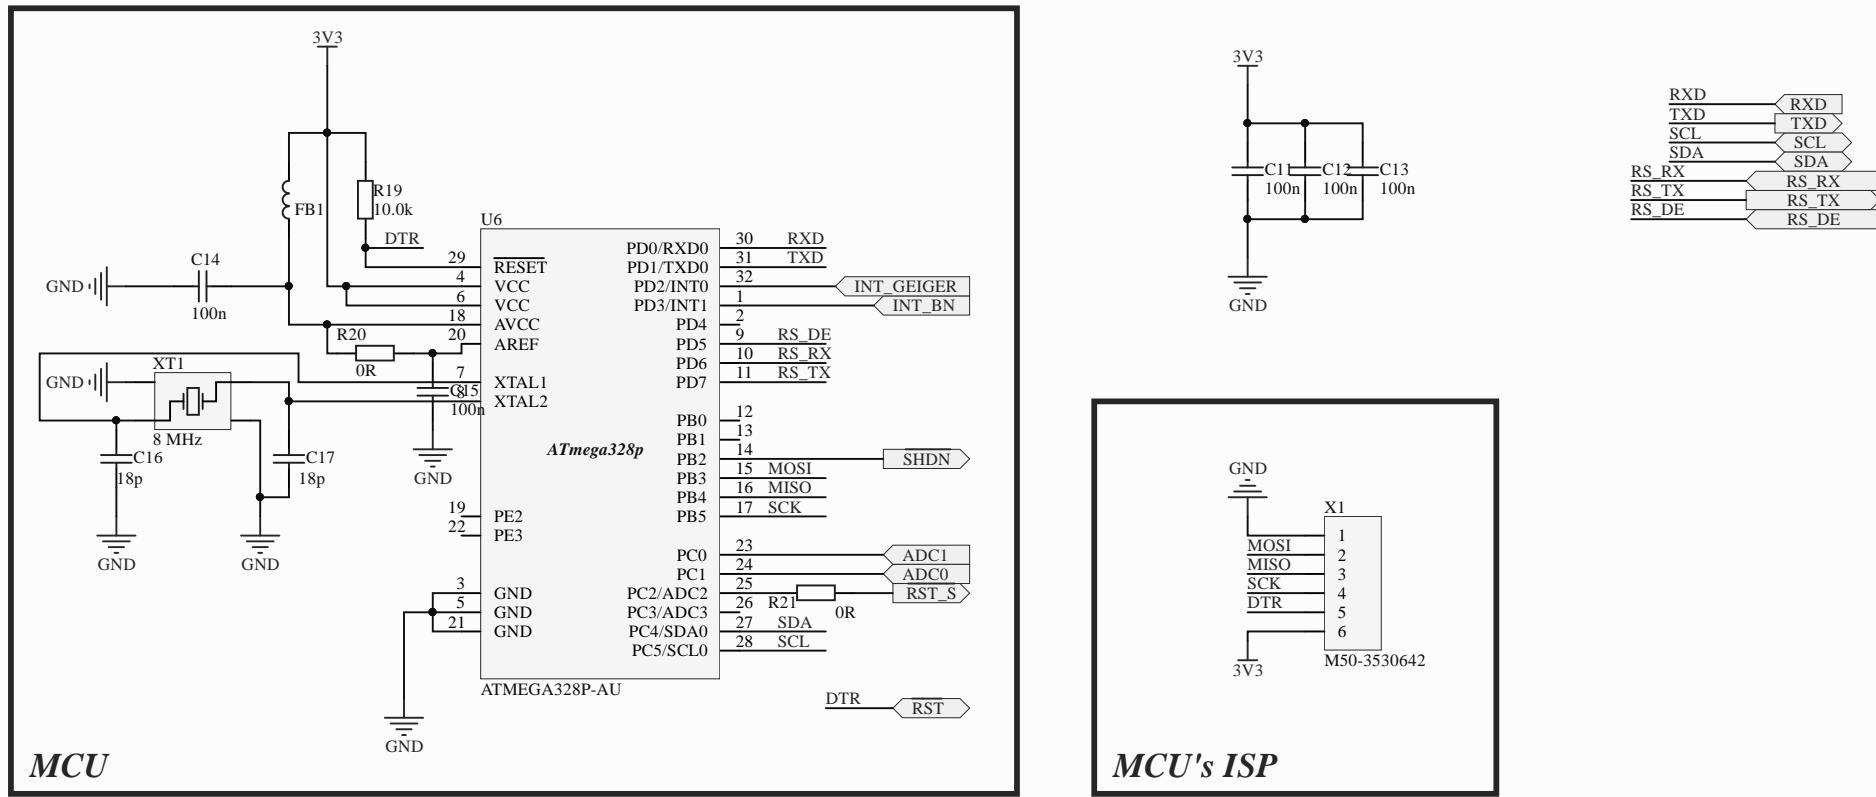 3V3
R19
10.0k
FB1
DTR
C14
GND
100n
R20
0R
XT1
GND
8 MHz
C16
18p
C17
18p
C15
100n
GND
GND
GND
GND
U6
29 RESET
4 VCC
6 VCC
18 AVCC
20 AREF
7 XTAL1
8 XTAL2
ATmega328p
19 PE2
22 PE3
3 GND
5 GND
21 GND
PD0/RXD0 30 RXD
PD1/TXD0 31 TXD
PD2/INT0 32 INT_GEIGER
PD3/INT1 1 INT_BN
PD4 2
PD5 9 RS_DE
PD6 10 RS_RX
PD7 11 RS_TX
PB0 12
PB1 13
PB2 14 SHDN
PB3 15 MOSI
PB4 16 MISO
PB5 17 SCK
PC0 23 ADC1
PC1 24 ADC0
PC2/ADC2 25 R21 0R RST_S
PC3/ADC3 26
PC4/SDA0 27 SDA
PC5/SCL0 28 SCL
ATMEGA328P-AU
DTR RST
MCU
3V3
C11 C12 C13
100n 100n 100n
GND
RXD RXD
TXD TXD
SCL SCL
SDA SDA
RS_RX RS_RX
RS_TX RS_TX
RS_DE RS_DE
GND
X1
1
MOSI 2
MISO 3
SCK 4
DTR 5
6
3V3
M50-3530642
MCU's ISP